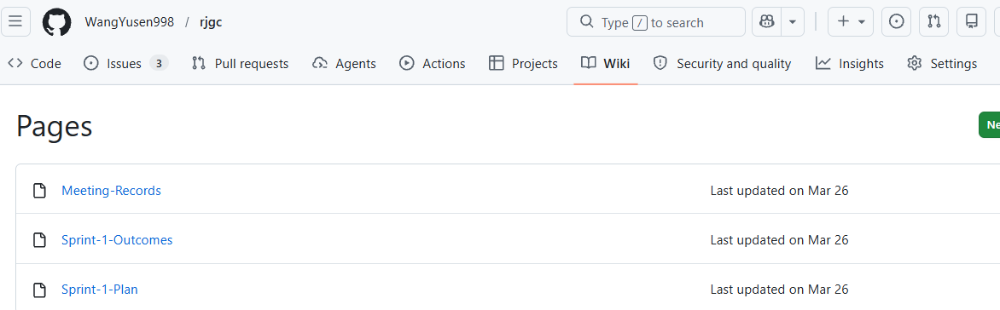 WangYusen998 / rjgc
Type / to search
Code Issues 3 Pull requests Agents Actions Projects Wiki Security and quality Insights Settings
Pages
Ne
Meeting-Records Last updated on Mar 26
Sprint-1-Outcomes Last updated on Mar 26
Sprint-1-Plan Last updated on Mar 26